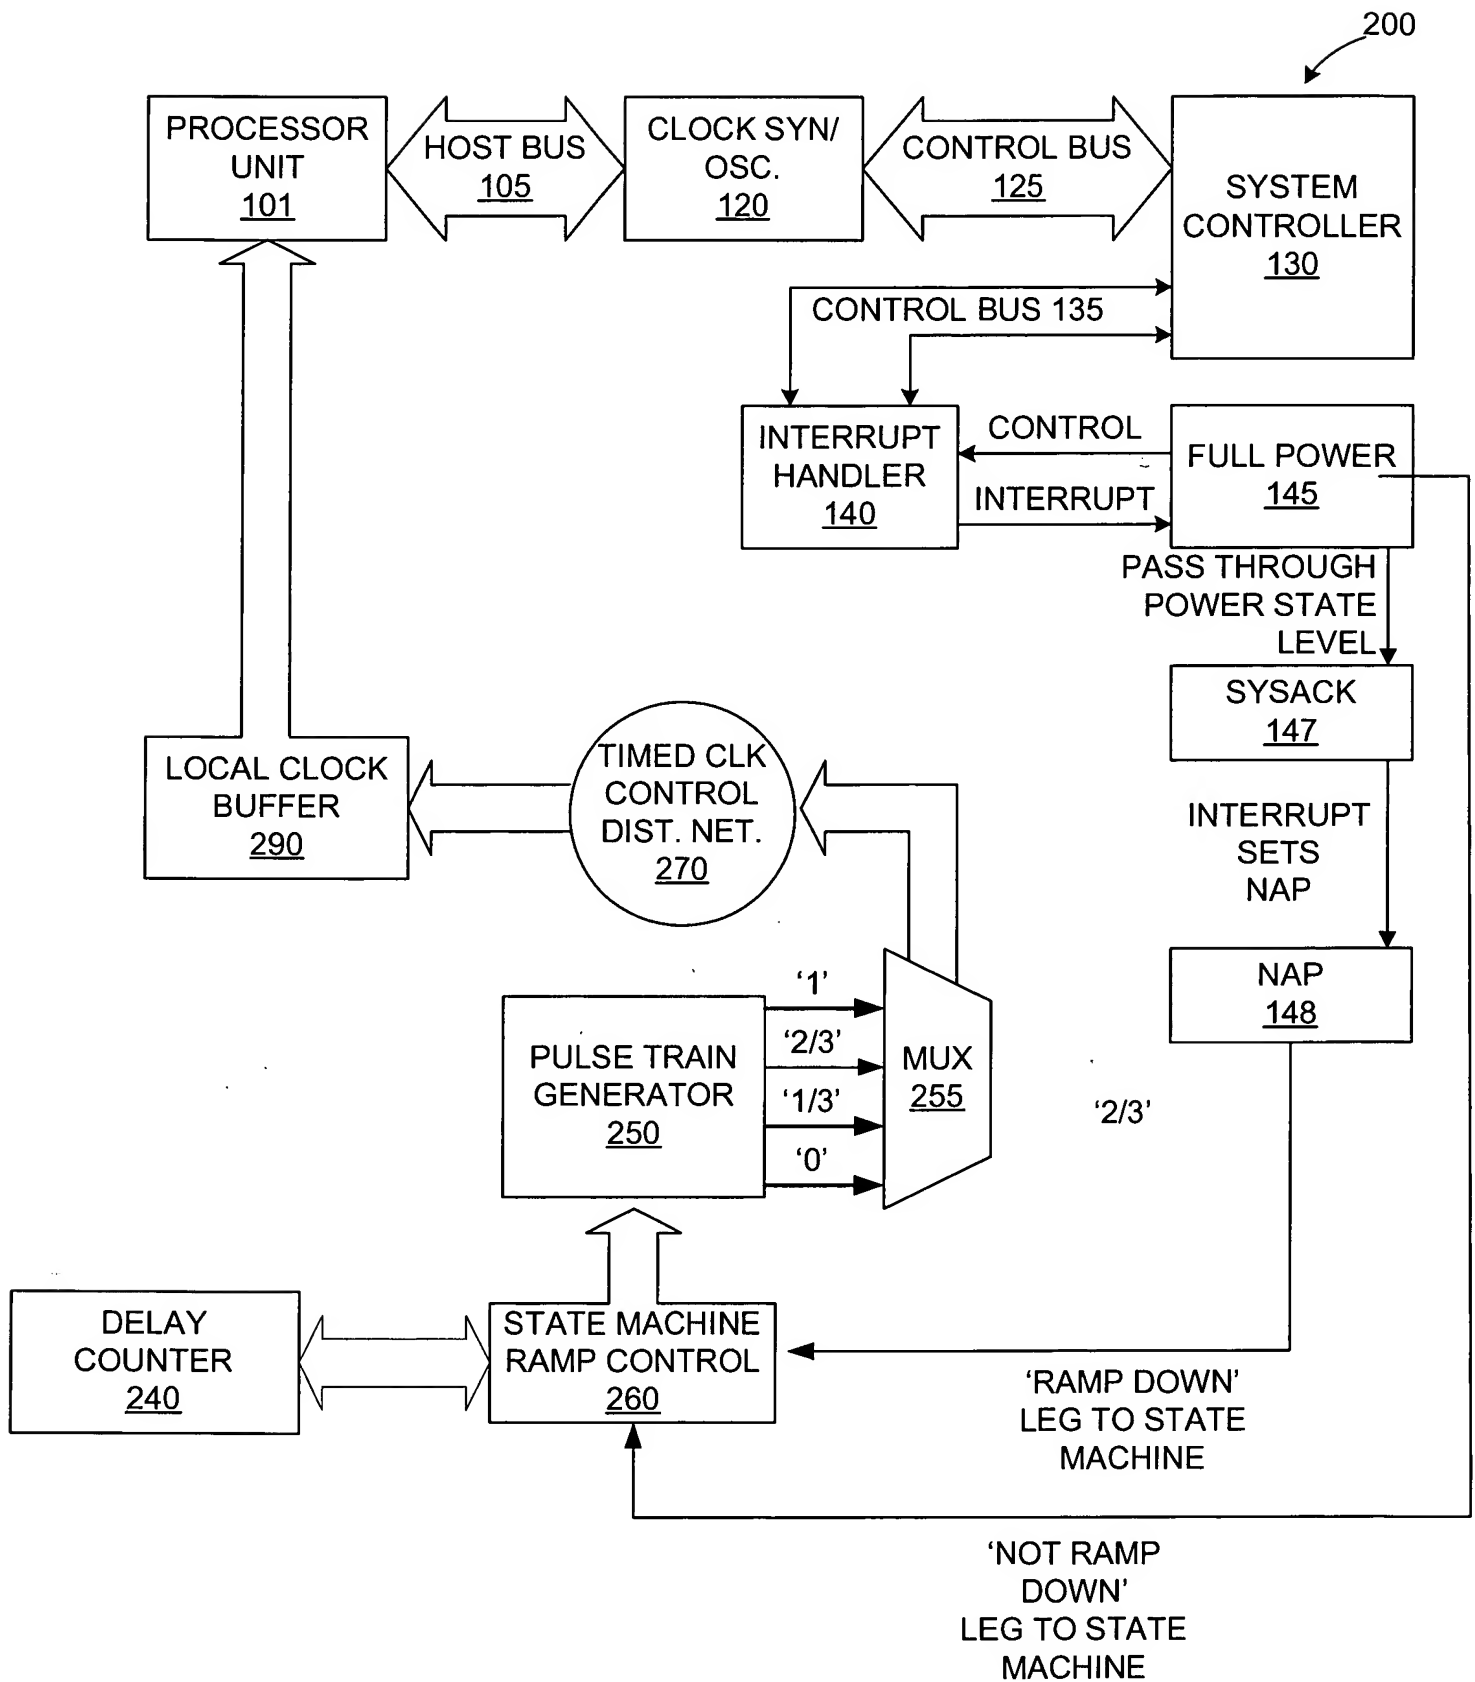 200
PROCESSOR
UNIT
101
HOST BUS
105
CLOCK SYN/
OSC.
120
CONTROL BUS
125
SYSTEM
CONTROLLER
130
CONTROL BUS 135
INTERRUPT
HANDLER
140
CONTROL
INTERRUPT
FULL POWER
145
PASS THROUGH
POWER STATE
LEVEL
SYSACK
147
LOCAL CLOCK
BUFFER
290
TIMED CLK
CONTROL
DIST. NET.
270
INTERRUPT
SETS
NAP
NAP
148
PULSE TRAIN
GENERATOR
250
‘1’
‘2/3’
‘1/3’
‘0’
MUX
255
‘2/3’
DELAY
COUNTER
240
STATE MACHINE
RAMP CONTROL
260
‘RAMP DOWN’
LEG TO STATE
MACHINE
‘NOT RAMP
DOWN’
LEG TO STATE
MACHINE